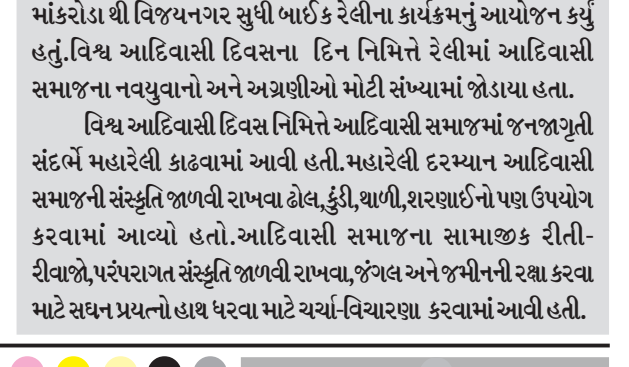 માંકરોડા થી વિજયનગર સુધી બાઈક રેલીના કાર્યક્રમનું આયોજન કર્યું
હતું.વિશ્વ આદિવાસી દિવસના દિન નિમિત્તે રેલીમાં આદિવાસી
સમાજના નવયુવાનો અને અગ્રણીઓ મોટી સંખ્યામાં જોડાયા હતા.
વિશ્વ આદિવાસી દિવસ નિમિત્તે આદિવાસી સમાજમાં જનજાગૃતી
સંદર્ભે મહારેલી કાઢવામાં આવી હતી.મહારેલી દરમ્યાન આદિવાસી
સમાજની સંસ્કૃતિ જાળવી રાખવા ઢોલ,કુંડી,થાળી,શરણાઈનો પણ ઉપયોગ
કરવામાં આવ્યો હતો.આદિવાસી સમાજના સામાજીક રીતી-
રીવાજો,પરંપરાગત સંસ્કૃતિ જાળવી રાખવા,જંગલ અને જમીનની રક્ષા કરવા
માટે સઘન પ્રયત્નો હાથ ધરવા માટે ચર્ચા-વિચારણા કરવામાં આવી હતી.